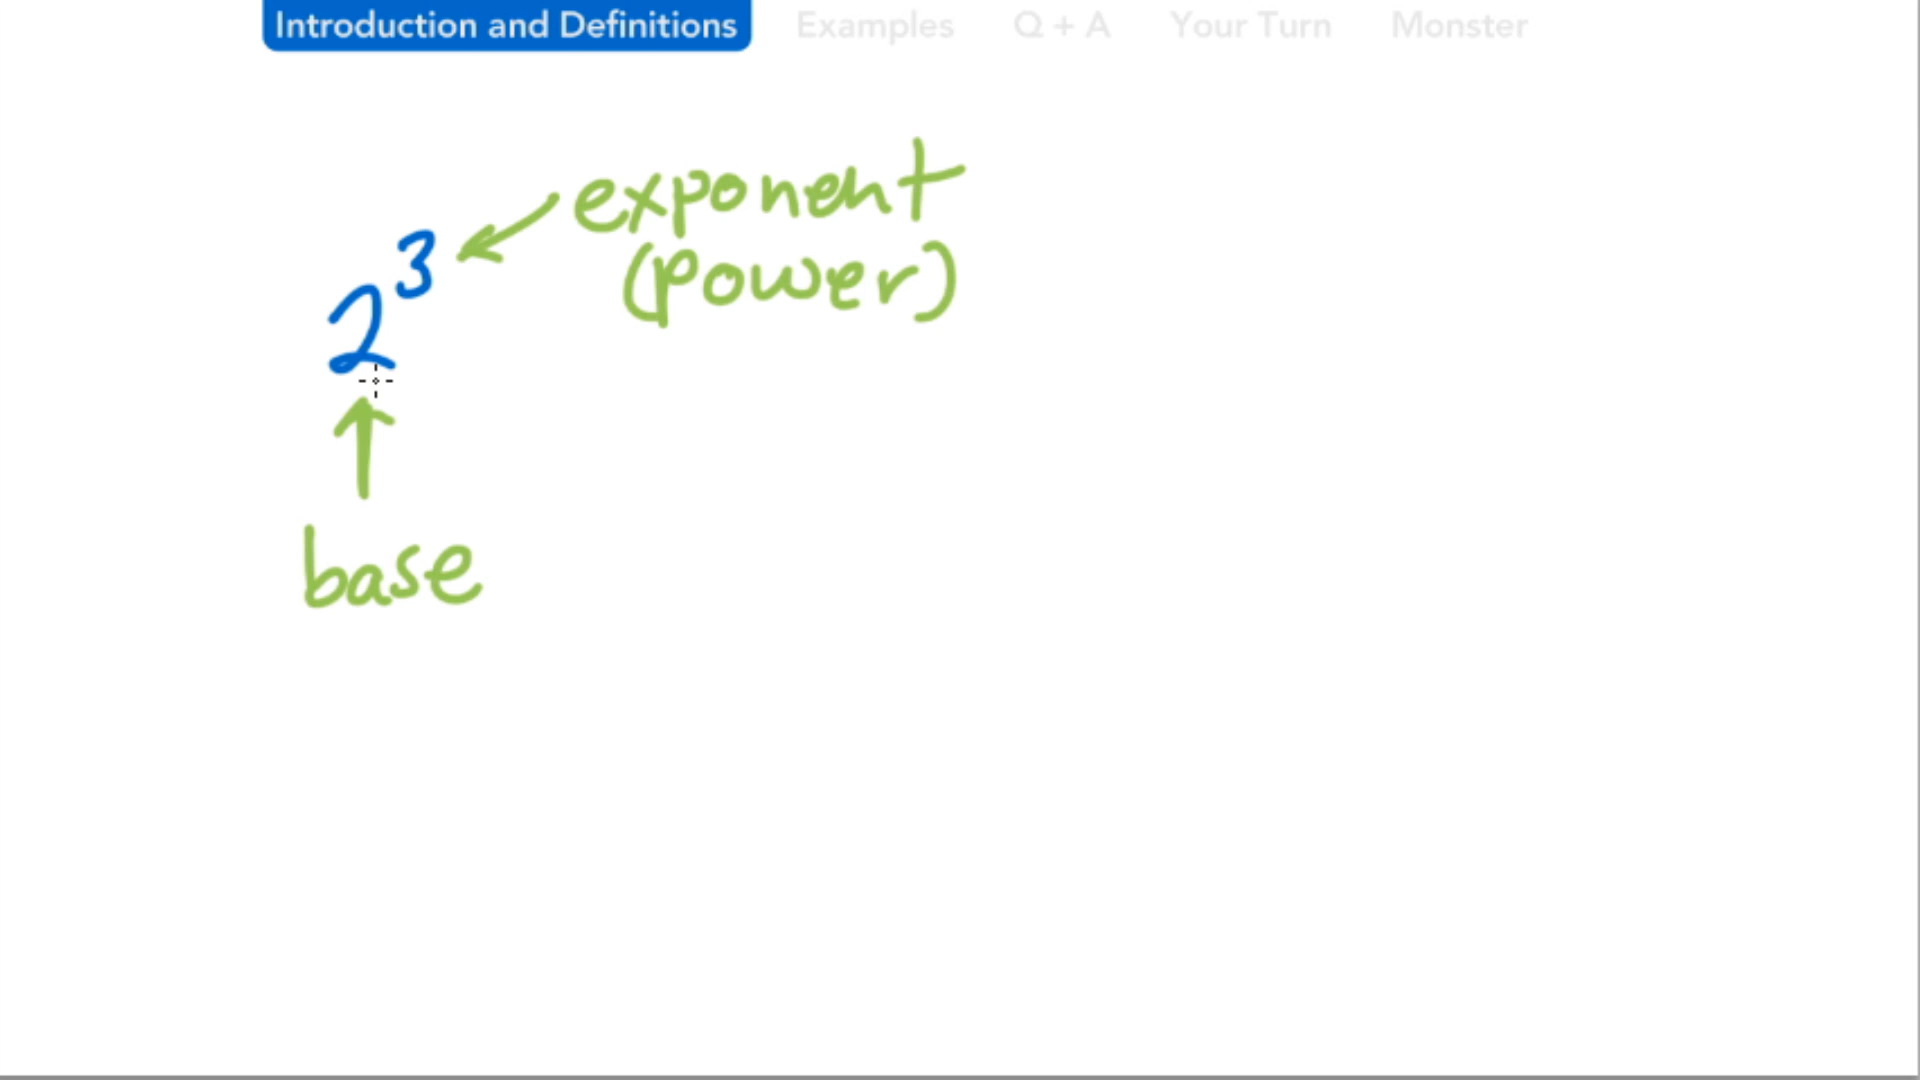 Introduction and Definitions Examples Q + A Your Turn Monster
exponent
(power)
2³
base